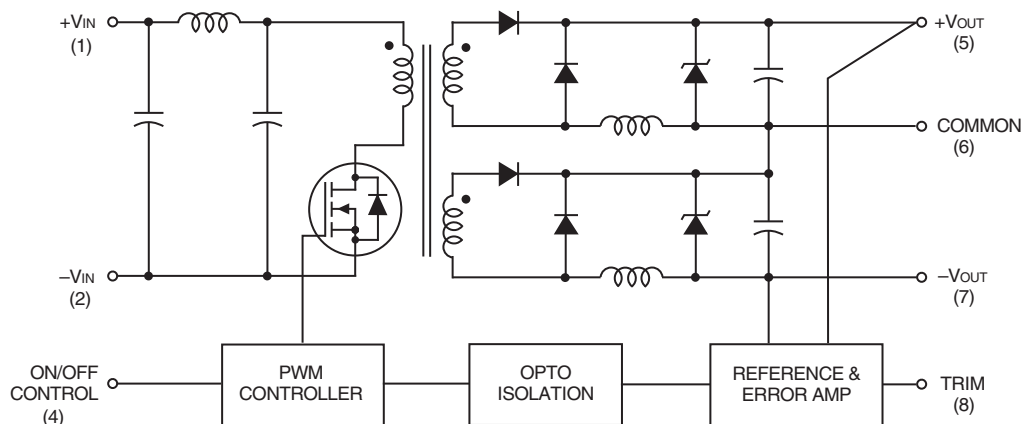 +VIN
(1)
+VOUT
(5)
COMMON
(6)
–VIN
(2)
–VOUT
(7)
ON/OFF
CONTROL
(4)
PWM
CONTROLLER
OPTO
ISOLATION
REFERENCE &
ERROR AMP
TRIM
(8)